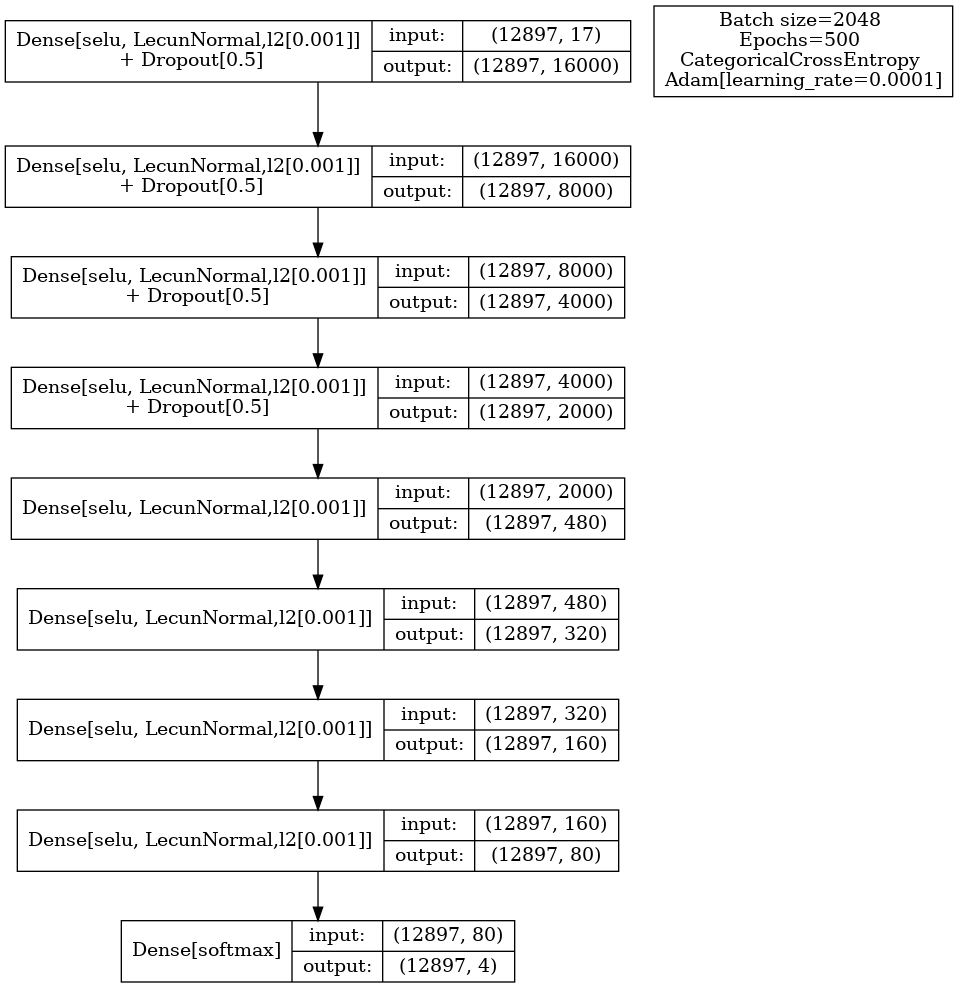 Dense[selu, LecunNormal,l2[0.001]]
+ Dropout[0.5]
input:
(12897, 17)
output:
(12897, 16000)
Batch size=2048
Epochs=500
CategoricalCrossEntropy
Adam[learning_rate=0.0001]
Dense[selu, LecunNormal,l2[0.001]]
+ Dropout[0.5]
input:
(12897, 16000)
output:
(12897, 8000)
Dense[selu, LecunNormal,l2[0.001]]
+ Dropout[0.5]
input:
(12897, 8000)
output:
(12897, 4000)
Dense[selu, LecunNormal,l2[0.001]]
+ Dropout[0.5]
input:
(12897, 4000)
output:
(12897, 2000)
Dense[selu, LecunNormal,l2[0.001]]
input:
(12897, 2000)
output:
(12897, 480)
Dense[selu, LecunNormal,l2[0.001]]
input:
(12897, 480)
output:
(12897, 320)
Dense[selu, LecunNormal,l2[0.001]]
input:
(12897, 320)
output:
(12897, 160)
Dense[selu, LecunNormal,l2[0.001]]
input:
(12897, 160)
output:
(12897, 80)
Dense[softmax]
input:
(12897, 80)
output:
(12897, 4)